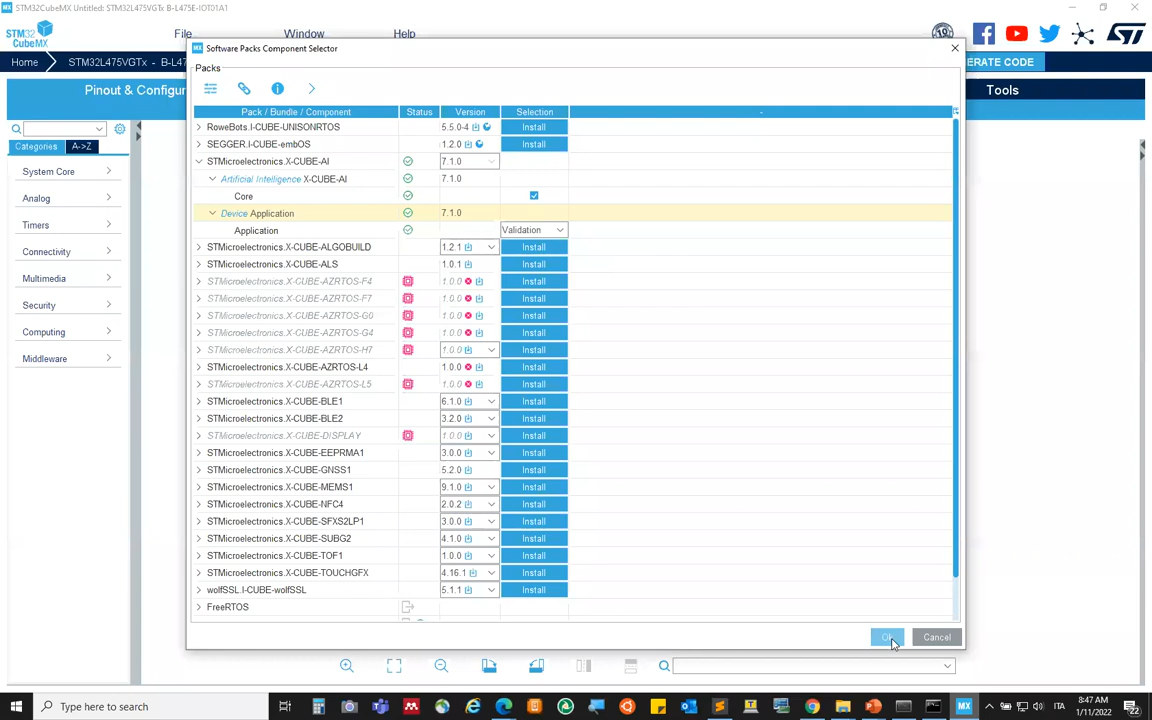 STM32CubeMX Untitled: STM32L475VGTx B-L475E-IOT01A1
STM32
CubeMX
File
Window
Help
Home
STM32L475VGTx - B-L47
ERATE CODE
Pinout & Configur
Tools
Categories
A->Z
System Core
Analog
Timers
Connectivity
Multimedia
Security
Computing
Middleware
MX Software Packs Component Selector
Packs
Pack / Bundle / Component Status Version Selection -
RoweBots.I-CUBE-UNISONRTOS 5.5.0-4 Install
SEGGER.I-CUBE-embOS 1.2.0 Install
STMicroelectronics.X-CUBE-AI 7.1.0
Artificial Intelligence X-CUBE-AI 7.1.0
Core
Device Application 7.1.0
Application Validation
STMicroelectronics.X-CUBE-ALGOBUILD 1.2.1 Install
STMicroelectronics.X-CUBE-ALS 1.0.1 Install
STMicroelectronics.X-CUBE-AZRTOS-F4 1.0.0 Install
STMicroelectronics.X-CUBE-AZRTOS-F7 1.0.0 Install
STMicroelectronics.X-CUBE-AZRTOS-G0 1.0.0 Install
STMicroelectronics.X-CUBE-AZRTOS-G4 1.0.0 Install
STMicroelectronics.X-CUBE-AZRTOS-H7 1.0.0 Install
STMicroelectronics.X-CUBE-AZRTOS-L4 1.0.0 Install
STMicroelectronics.X-CUBE-AZRTOS-L5 1.0.0 Install
STMicroelectronics.X-CUBE-BLE1 6.1.0 Install
STMicroelectronics.X-CUBE-BLE2 3.2.0 Install
STMicroelectronics.X-CUBE-DISPLAY 1.0.0 Install
STMicroelectronics.X-CUBE-EEPRMA1 3.0.0 Install
STMicroelectronics.X-CUBE-GNSS1 5.2.0 Install
STMicroelectronics.X-CUBE-MEMS1 9.1.0 Install
STMicroelectronics.X-CUBE-NFC4 2.0.2 Install
STMicroelectronics.X-CUBE-SFXS2LP1 3.0.0 Install
STMicroelectronics.X-CUBE-SUBG2 4.1.0 Install
STMicroelectronics.X-CUBE-TOF1 1.0.0 Install
STMicroelectronics.X-CUBE-TOUCHGFX 4.16.1 Install
wolfSSL.I-CUBE-wolfSSL 5.1.1 Install
FreeRTOS
Ok
Cancel
Type here to search
MX
ITA
8:47 AM
1/11/2022
22